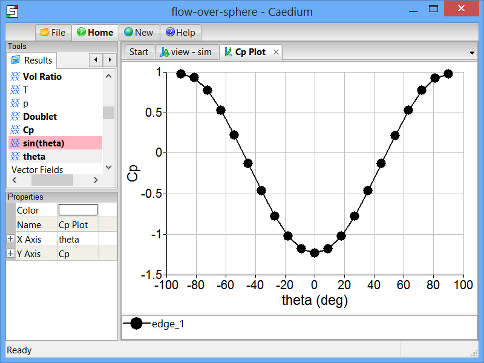 flow-over-sphere - Caedium
File Home New Help
Tools
Results
Vol Ratio
T
p
Doublet
Cp
sin(theta)
theta
Vector Fields
Properties
Color
Name Cp Plot
X Axis theta
Y Axis Cp
Start view - sim Cp Plot
1
0.5
0
-0.5
-1
-1.5
Cp
-100 -80 -60 -40 -20 0 20 40 60 80 100
theta (deg)
edge_1
Ready